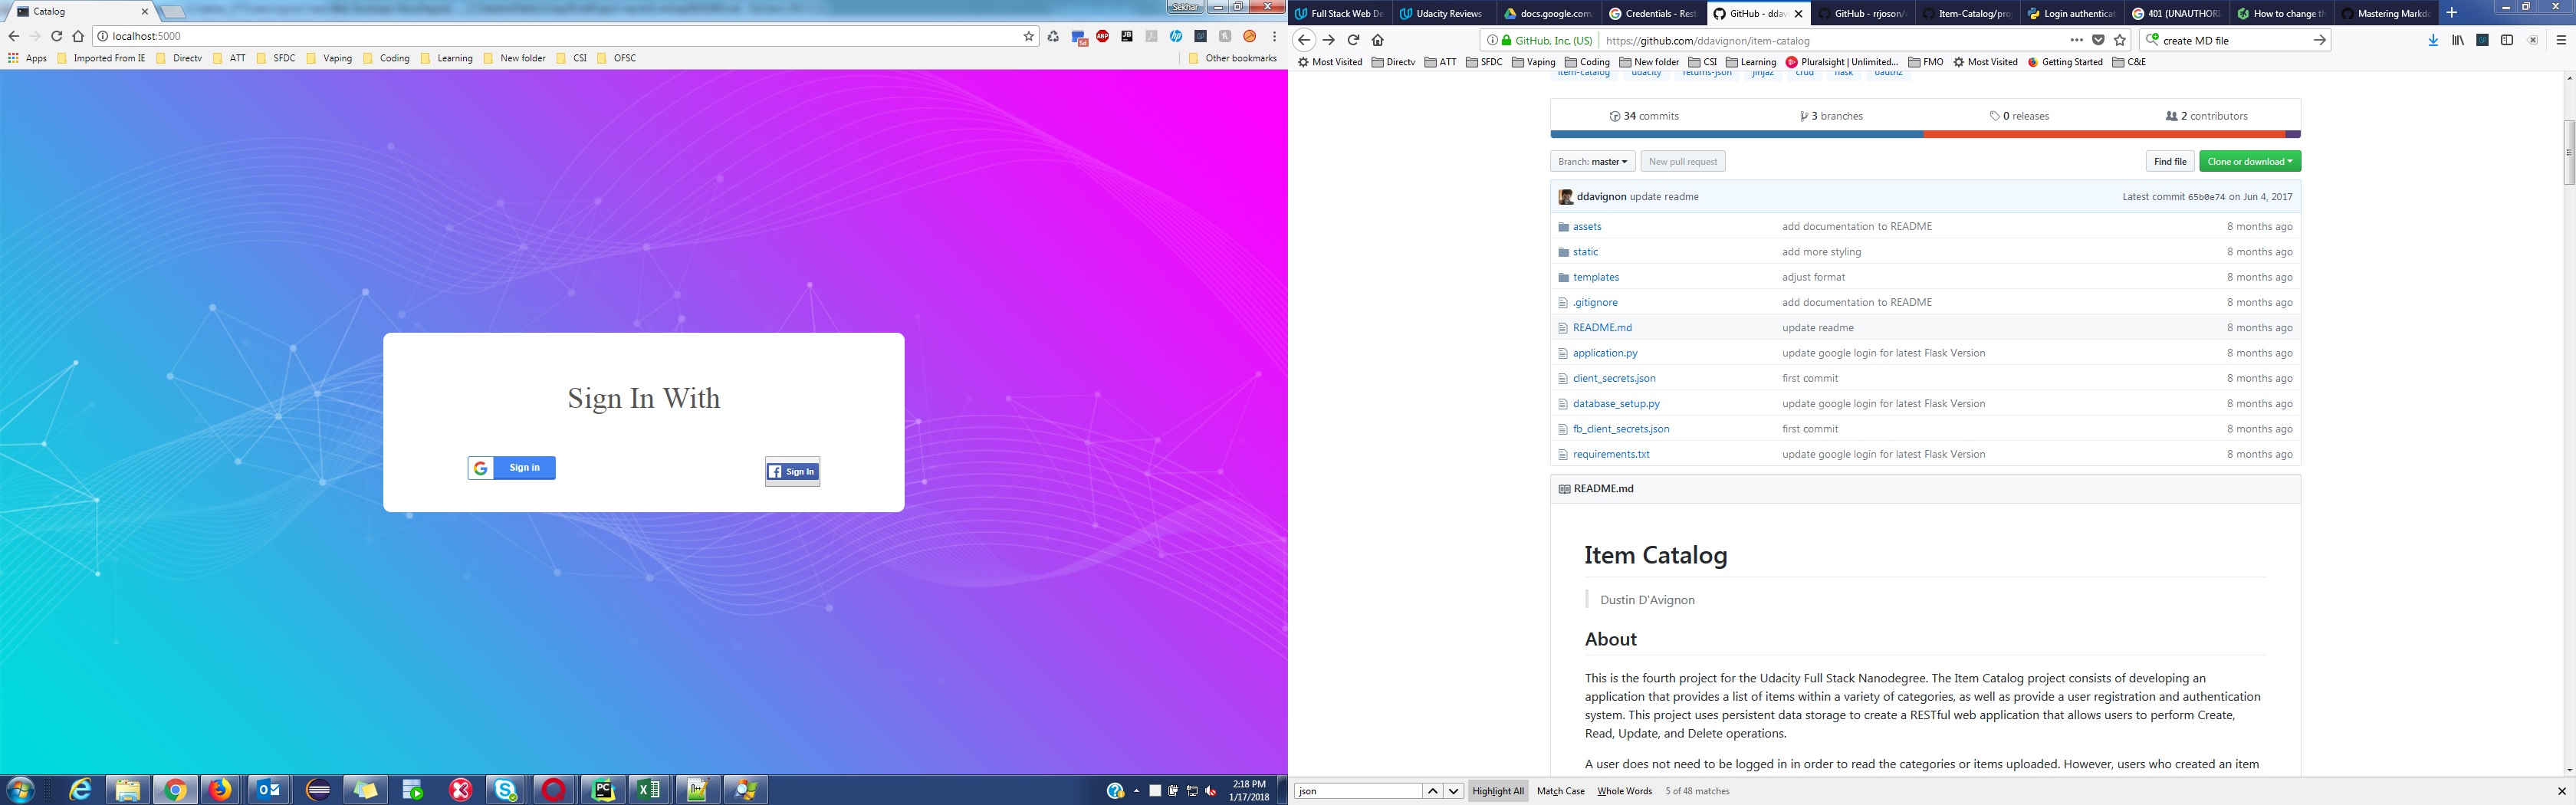 Catalog
Sekhar
localhost:5000
Apps Imported From IE Directv ATT SFDC Vaping Coding Learning New folder CSI OFSC Other bookmarks
Sign In With
Sign in
Sign In
2:18 PM
1/17/2018
Full Stack Web De
Udacity Reviews
docs.google.com
Credentials - Rest
GitHub - ddav
GitHub - rrjoson/
Item-Catalog/pro
Login authenticat
401 (UNAUTHORI
How to change th
Mastering Markdo
GitHub, Inc. (US) https://github.com/ddavignon/item-catalog
create MD file
Most Visited Directv ATT SFDC Vaping Coding New folder CSI Learning Pluralsight | Unlimited... FMO Most Visited Getting Started C&E
item-catalog udacity returns-json jinja2 crud flask oauth2
34 commits 3 branches 0 releases 2 contributors
Branch: master New pull request Find file Clone or download
ddavignon update readme Latest commit 65b0e74 on Jun 4, 2017
assets add documentation to README 8 months ago
static add more styling 8 months ago
templates adjust format 8 months ago
.gitignore add documentation to README 8 months ago
README.md update readme 8 months ago
application.py update google login for latest Flask Version 8 months ago
client_secrets.json first commit 8 months ago
database_setup.py update google login for latest Flask Version 8 months ago
fb_client_secrets.json first commit 8 months ago
requirements.txt update google login for latest Flask Version 8 months ago
README.md
Item Catalog
Dustin D'Avignon
About
This is the fourth project for the Udacity Full Stack Nanodegree. The Item Catalog project consists of developing an
application that provides a list of items within a variety of categories, as well as provide a user registration and authentication
system. This project uses persistent data storage to create a RESTful web application that allows users to perform Create,
Read, Update, and Delete operations.
A user does not need to be logged in in order to read the categories or items uploaded. However, users who created an item
json Highlight All Match Case Whole Words 5 of 48 matches